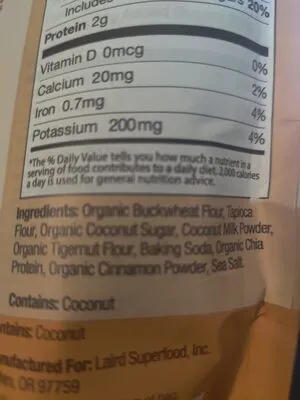 Includes
20%
Protein 2g
Vitamin D 0mcg 0%
Calcium 20mg 2%
Iron 0.7mg 4%
Potassium 200mg 4%
*The % Daily Value tells you how much a nutrient in a
serving of food contributes to a daily diet. 2,000 calories
a day is used for general nutrition advice.
Ingredients: Organic Buckwheat Flour, Tapioca
Flour, Organic Coconut Sugar, Coconut Milk Powder,
Organic Tigernut Flour, Baking Soda, Organic Chia
Protein, Organic Cinnamon Powder, Sea Salt.
Contains: Coconut
ntains: Coconut
nufactured For: Laird Superfood, Inc.
OR 97759